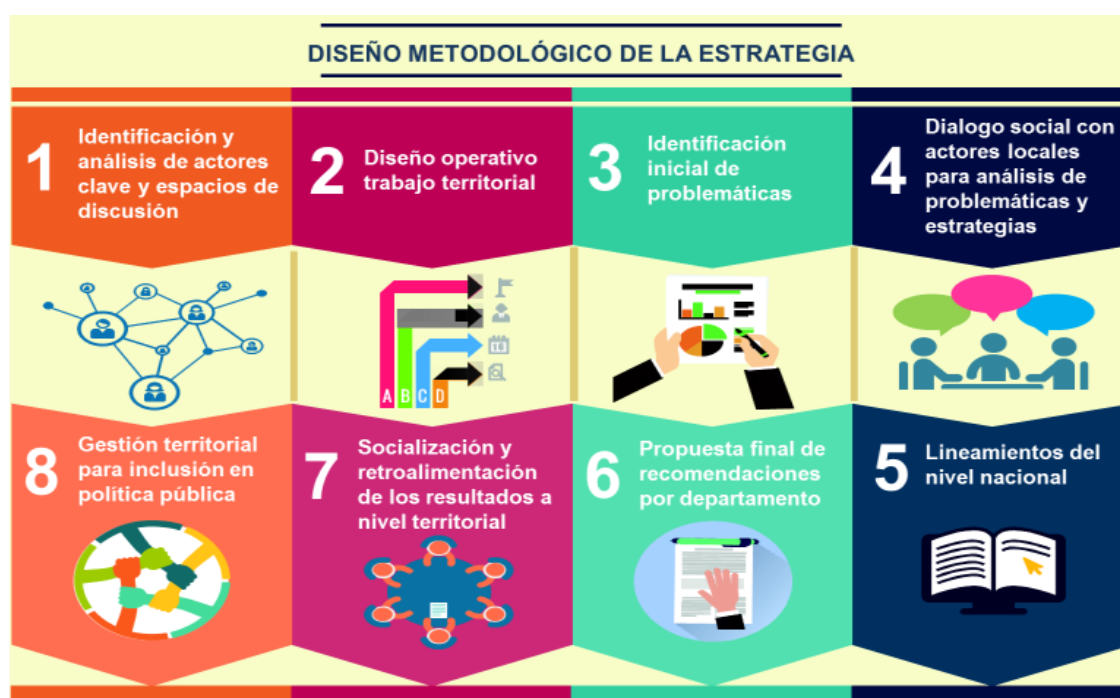 DISEÑO METODOLÓGICO DE LA ESTRATEGIA
1
Identificación y
análisis de actores
clave y espacios de
discusión
2
Diseño operativo
trabajo territorial
3
Identificación
inicial de
problemáticas
4
Dialogo social con
actores locales
para análisis de
problemáticas y
estrategias
A B C D
16
5
Lineamientos del
nivel nacional
6
Propuesta final de
recomendaciones
por departamento
7
Socialización y
retroalimentación
de los resultados a
nivel territorial
8
Gestión territorial
para inclusión en
política pública